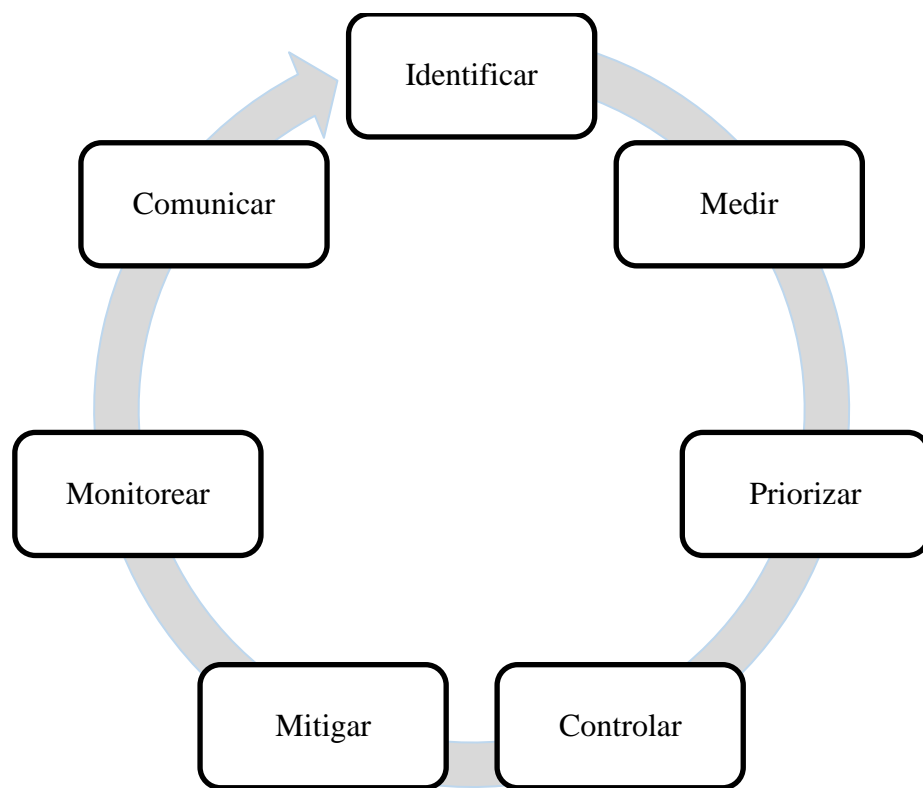 Identificar
Medir
Priorizar
Controlar
Mitigar
Monitorear
Comunicar